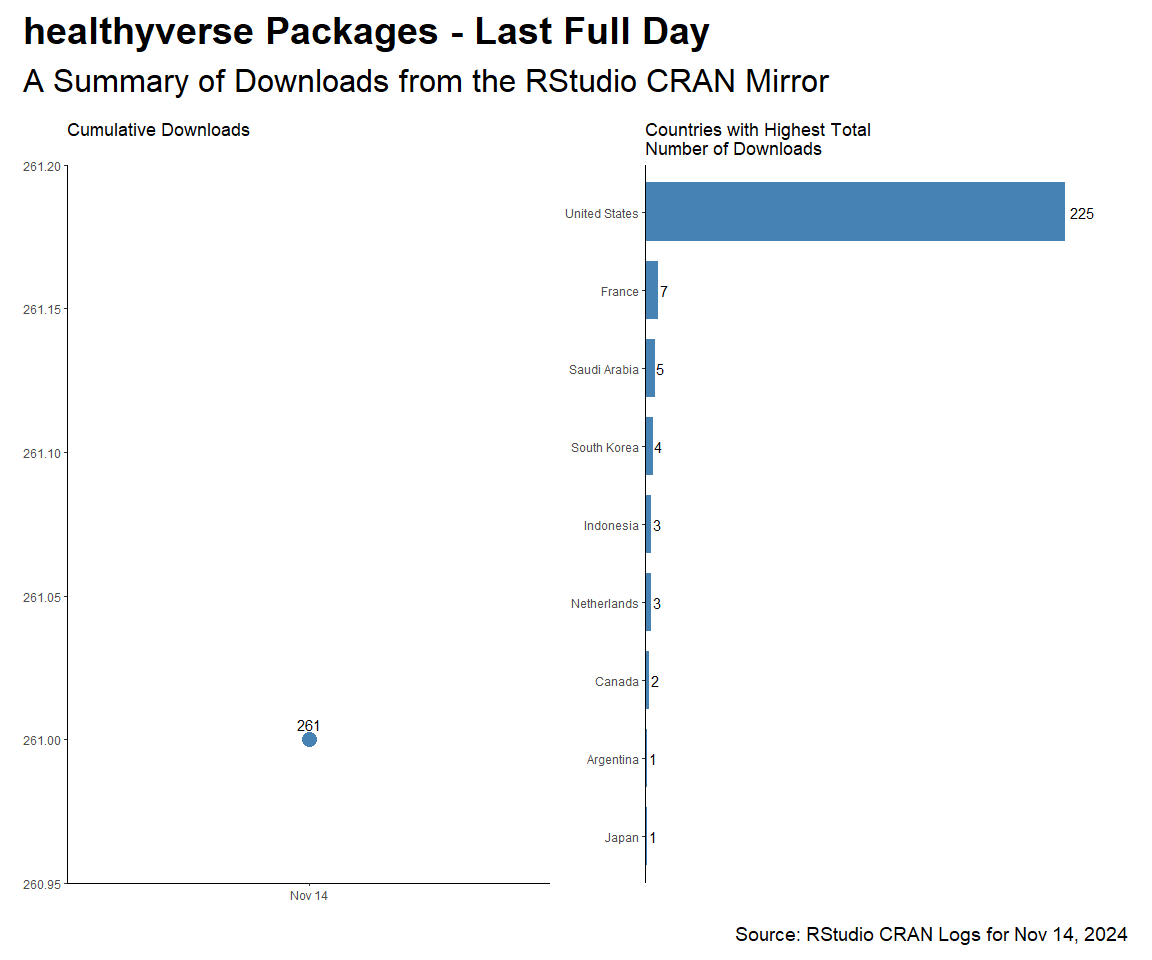 healthyverse Packages - Last Full Day
A Summary of Downloads from the RStudio CRAN Mirror
Cumulative Downloads
261.20
261.15
261.10
261.05
261.00
260.95
261
Nov 14
Countries with Highest Total
Number of Downloads
United States 225
France 7
Saudi Arabia 5
South Korea 4
Indonesia 3
Netherlands 3
Canada 2
Argentina 1
Japan 1
Source: RStudio CRAN Logs for Nov 14, 2024